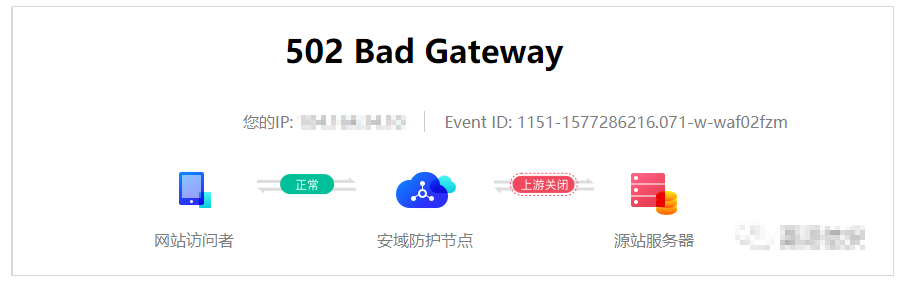 502 Bad Gateway
您的IP:
Event ID: 1151-1577286216.071-w-waf02fzm
正常
上游关闭
网站访问者
安域防护节点
源站服务器